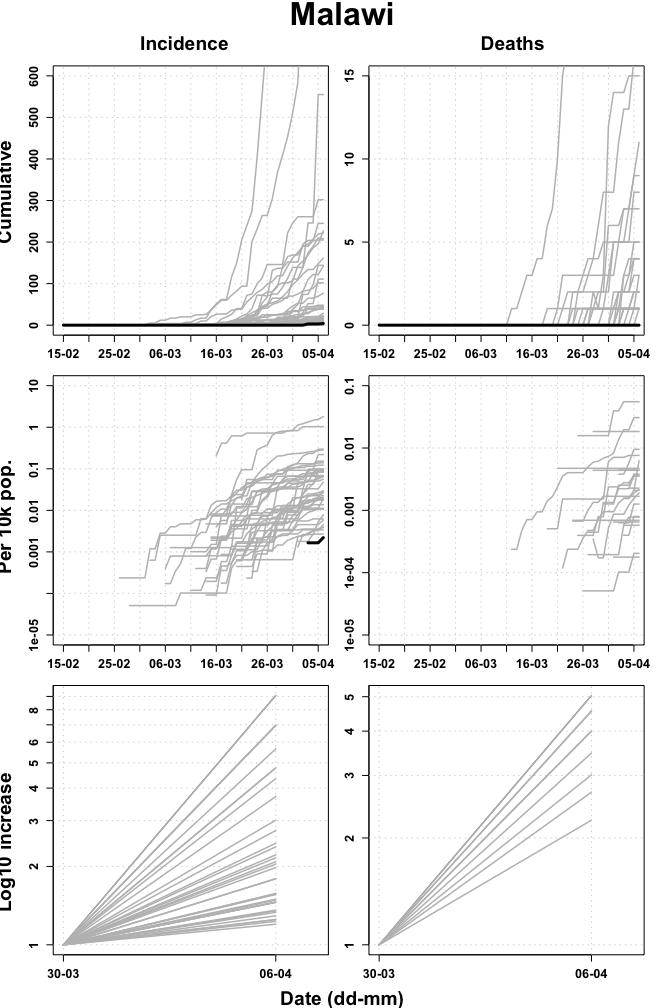 Malawi
Incidence
Deaths
Cumulative
600
500
400
300
200
100
0
15-02 25-02 06-03 16-03 26-03 05-04
15
10
5
0
15-02 25-02 06-03 16-03 26-03 05-04
Per 10k pop.
10
1
0.1
0.01
0.001
1e-05
15-02 25-02 06-03 16-03 26-03 05-04
0.1
0.01
0.001
1e-04
1e-05
15-02 25-02 06-03 16-03 26-03 05-04
Log10 increase
8
6
5
4
3
2
1
30-03 06-04
5
4
3
2
1
30-03 06-04
Date (dd-mm)